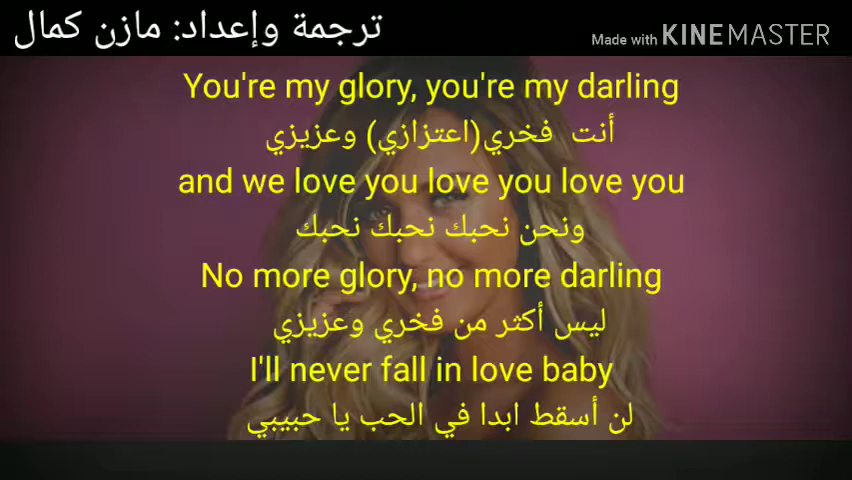 ترجمة وإعداد: مازن كمال
Made with KINEMASTER
You're my glory, you're my darling
أنت فخري(اعتزازي) وعزيزي
and we love you love you love you
ونحن نحبك نحبك نحبك
No more glory, no more darling
ليس أكثر من فخري وعزيزي
I'll never fall in love baby
لن أسقط ابدا في الحب يا حبيبي